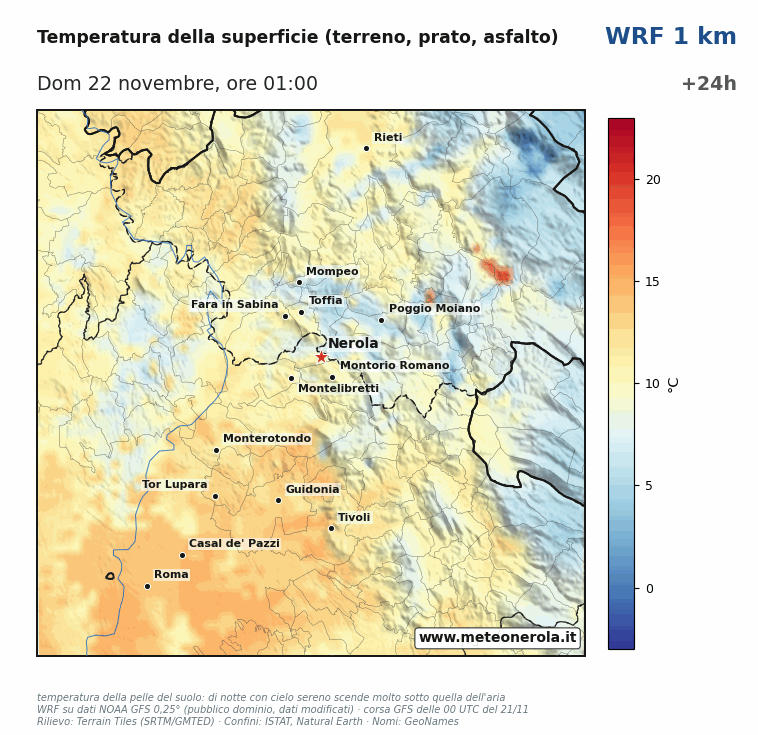 Temperatura della superficie (terreno, prato, asfalto)
WRF 1 km
Dom 22 novembre, ore 01:00
+24h
Rieti
Mompeo
Fara in Sabina
Toffia
Poggio Moiano
Nerola
Montorio Romano
Montelibretti
Monterotondo
Tor Lupara
Guidonia
Tivoli
Casal de' Pazzi
Roma
www.meteonerola.it
20
15
10
5
0
°C
temperatura della pelle del suolo: di notte con cielo sereno scende molto sotto quella dell'aria
WRF su dati NOAA GFS 0,25° (pubblico dominio, dati modificati) · corsa GFS delle 00 UTC del 21/11
Rilievo: Terrain Tiles (SRTM/GMTED) · Confini: ISTAT, Natural Earth · Nomi: GeoNames